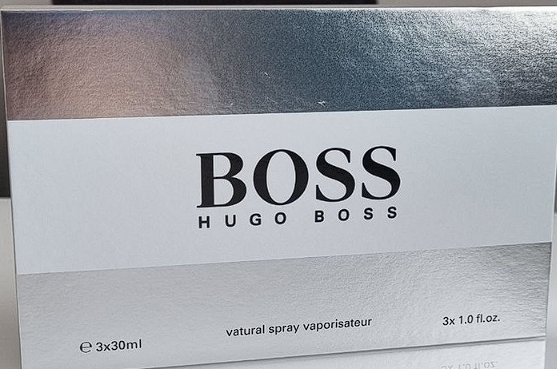 BOSS
HUGO BOSS
vatural spray vaporisateur
℮ 3x30ml
3x 1.0 fl.oz.